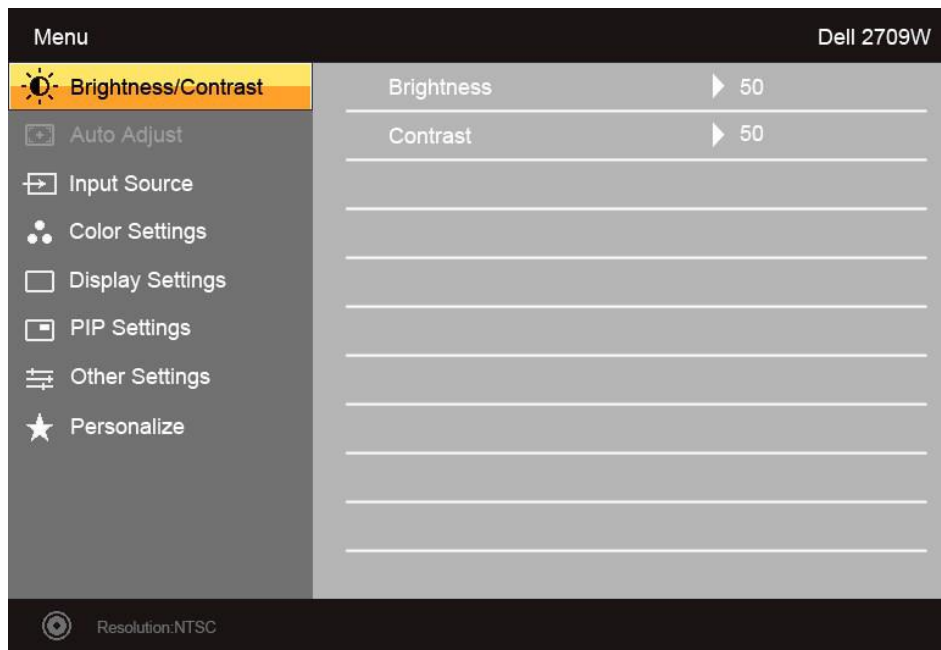 Menu Dell 2709W
Brightness/Contrast Brightness 50
Auto Adjust Contrast 50
Input Source
Color Settings
Display Settings
PIP Settings
Other Settings
Personalize
Resolution:NTSC